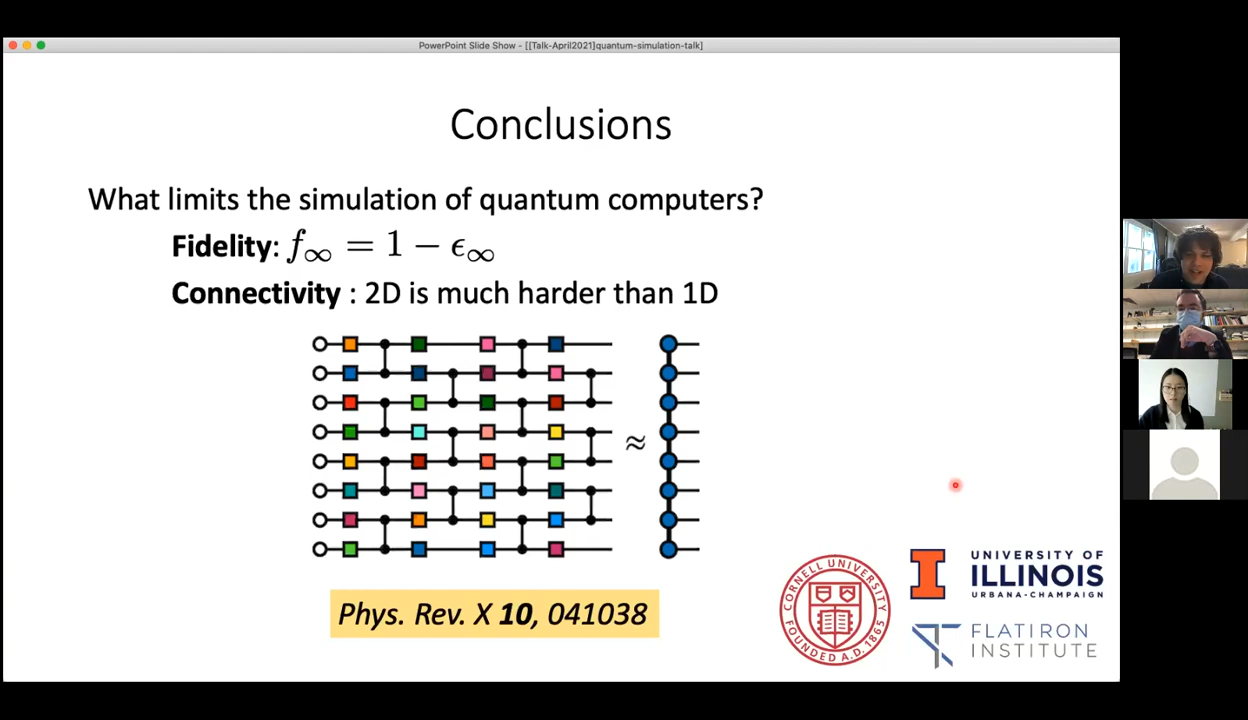 PowerPoint Slide Show - [[Talk-April2021]quantum-simulation-talk]
Conclusions
What limits the simulation of quantum computers?
Fidelity: f∞ = 1 − ϵ∞
Connectivity : 2D is much harder than 1D
≈
Phys. Rev. X 10, 041038
CORNELL UNIVERSITY
FOUNDED A.D. 1865
UNIVERSITY OF
ILLINOIS
URBANA-CHAMPAIGN
FLATIRON
INSTITUTE